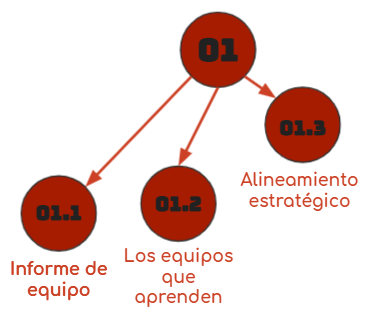 01
01.1
Informe de
equipo
01.2
Los equipos
que
aprenden
01.3
Alineamiento
estratégico